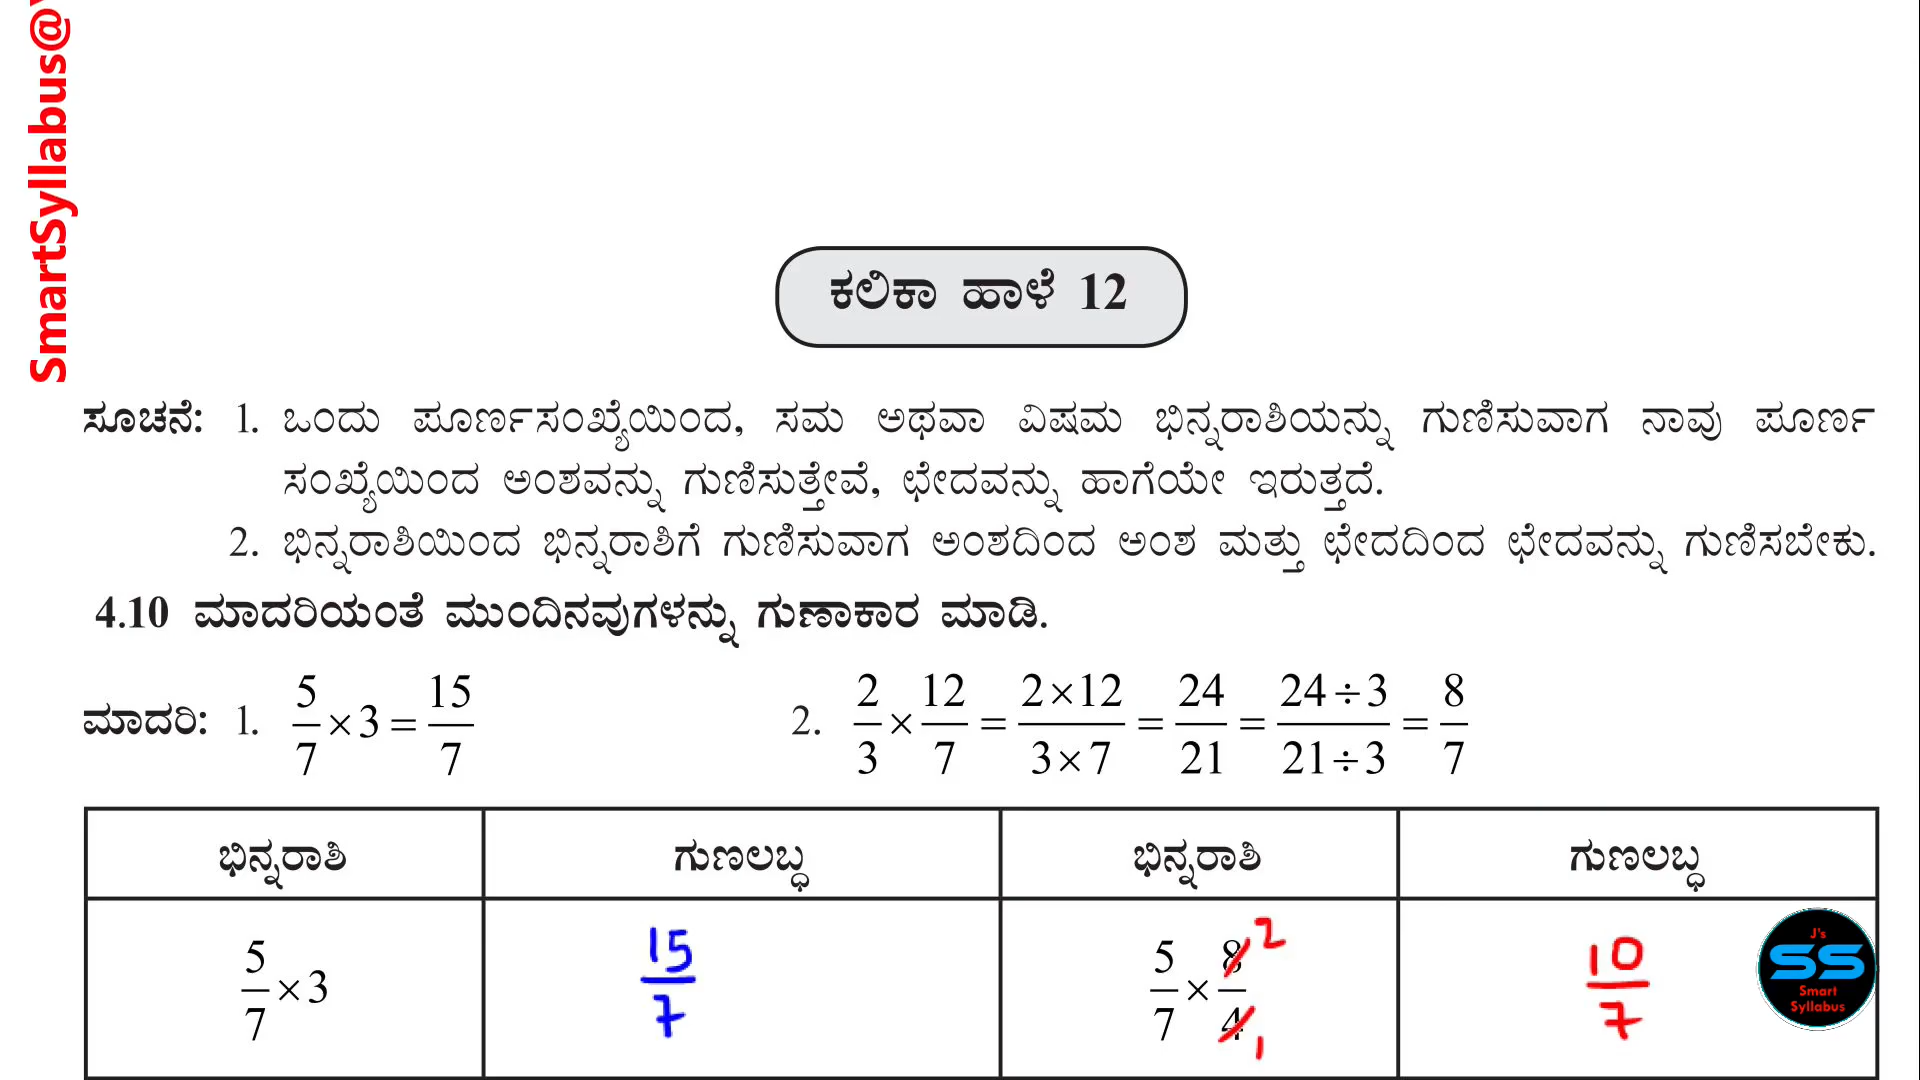 SmartSyllabus@
ಕಲಿಕಾ ಹಾಳೆ 12
ಸೂಚನೆ: 1. ಒಂದು ಪೂರ್ಣಸಂಖ್ಯೆಯಿಂದ, ಸಮ ಅಥವಾ ವಿಷಮ ಭಿನ್ನರಾಶಿಯನ್ನು ಗುಣಿಸುವಾಗ ನಾವು ಪೂರ್ಣ
ಸಂಖ್ಯೆಯಿಂದ ಅಂಶವನ್ನು ಗುಣಿಸುತ್ತೇವೆ, ಛೇದವನ್ನು ಹಾಗೆಯೇ ಇರುತ್ತದೆ.
2. ಭಿನ್ನರಾಶಿಯಿಂದ ಭಿನ್ನರಾಶಿಗೆ ಗುಣಿಸುವಾಗ ಅಂಶದಿಂದ ಅಂಶ ಮತ್ತು ಛೇದದಿಂದ ಛೇದವನ್ನು ಗುಣಿಸಬೇಕು.
4.10 ಮಾದರಿಯಂತೆ ಮುಂದಿನವುಗಳನ್ನು ಗುಣಾಕಾರ ಮಾಡಿ.
ಮಾದರಿ: 1. 5/7 × 3 = 15/7 2. 2/3 × 12/7 = 2×12/3×7 = 24/21 = 24÷3/21÷3 = 8/7
ಭಿನ್ನರಾಶಿ ಗುಣಲಬ್ಧ ಭಿನ್ನರಾಶಿ ಗುಣಲಬ್ಧ
5/7 × 3 15/7 5/7 × 8/4 2 1 10/7
J's
SS
Smart
Syllabus